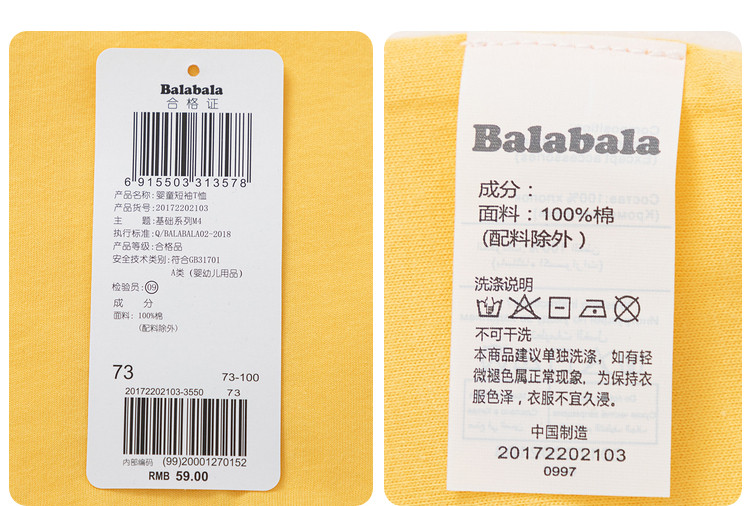 Balabala
合格证
6 915503 313578
产品名称:婴童短袖T恤
产品货号:20172202103
主 题:基础系列M4
执行标准:Q/BALABALA02-2018
产品等级:合格品
安全技术类别:符合GB31701
A类（婴幼儿用品）
检验员:09
成 分
面料: 100%棉
(配料除外)
73 73-100
20172202103-3550 73
内部编码 (99)20001270152
RMB 59.00
Balabala
成分：
面料：100%棉
(配料除外）
洗涤说明
不可干洗
本商品建议单独洗涤，如有轻
微褪色属正常现象，为保持衣
服色泽，衣服不宜久浸。
中国制造
20172202103
0997